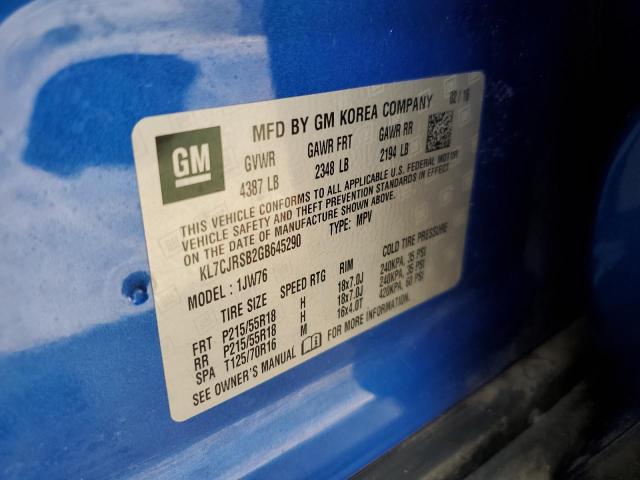 GM
MFD BY GM KOREA COMPANY 02 / 16
GVWR GAWR FRT GAWR RR
4387 LB 2348 LB 2194 LB
THIS VEHICLE CONFORMS TO ALL APPLICABLE U.S. FEDERAL MOTOR
VEHICLE SAFETY AND THEFT PREVENTION STANDARDS IN EFFECT
ON THE DATE OF MANUFACTURE SHOWN ABOVE.
KL7CJRSB2GB645290 TYPE: MPV
MODEL : 1JW76
TIRE SIZE SPEED RTG RIM COLD TIRE PRESSURE
FRT P215/55R18 H 18x7.0J 240KPA, 35 PSI
RR P215/55R18 H 18x7.0J 240KPA, 35 PSI
SPA T125/70R16 M 16x4.0T 420KPA, 60 PSI
SEE OWNER'S MANUAL FOR MORE INFORMATION.